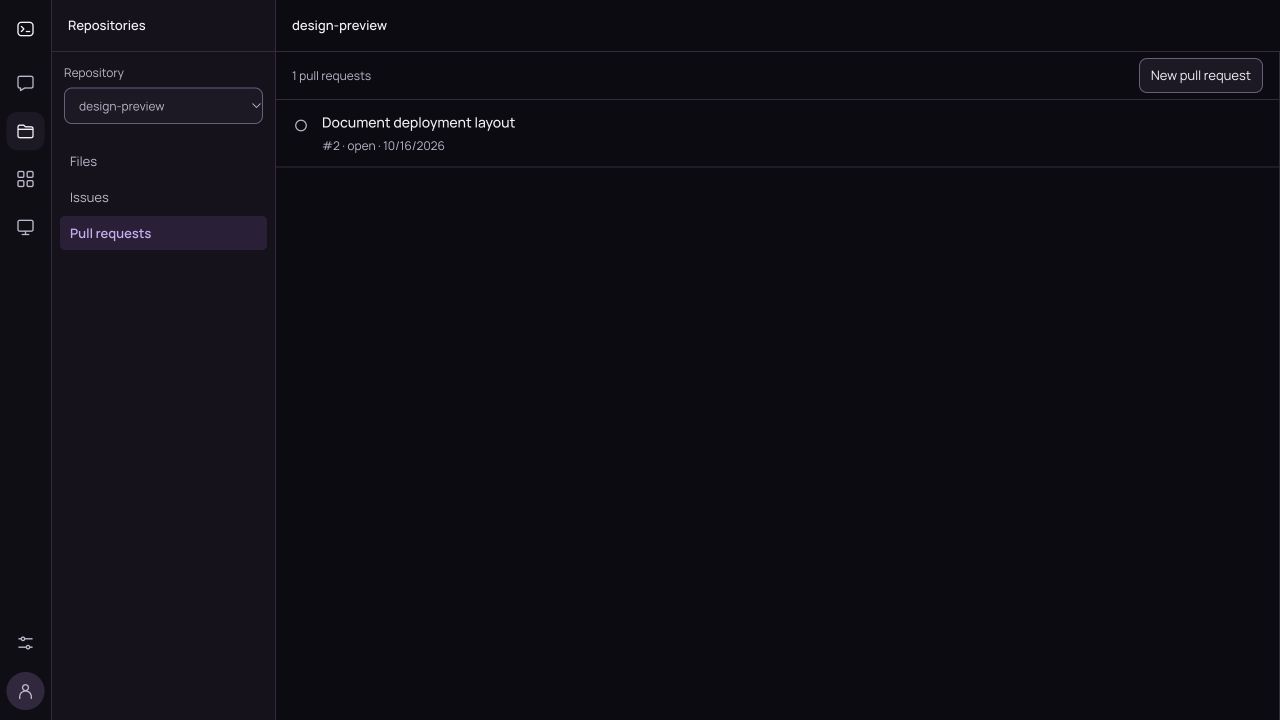 Repositories
design-preview
Repository
design-preview
Files
Issues
Pull requests
1 pull requests
New pull request
Document deployment layout
#2 · open · 10/16/2026